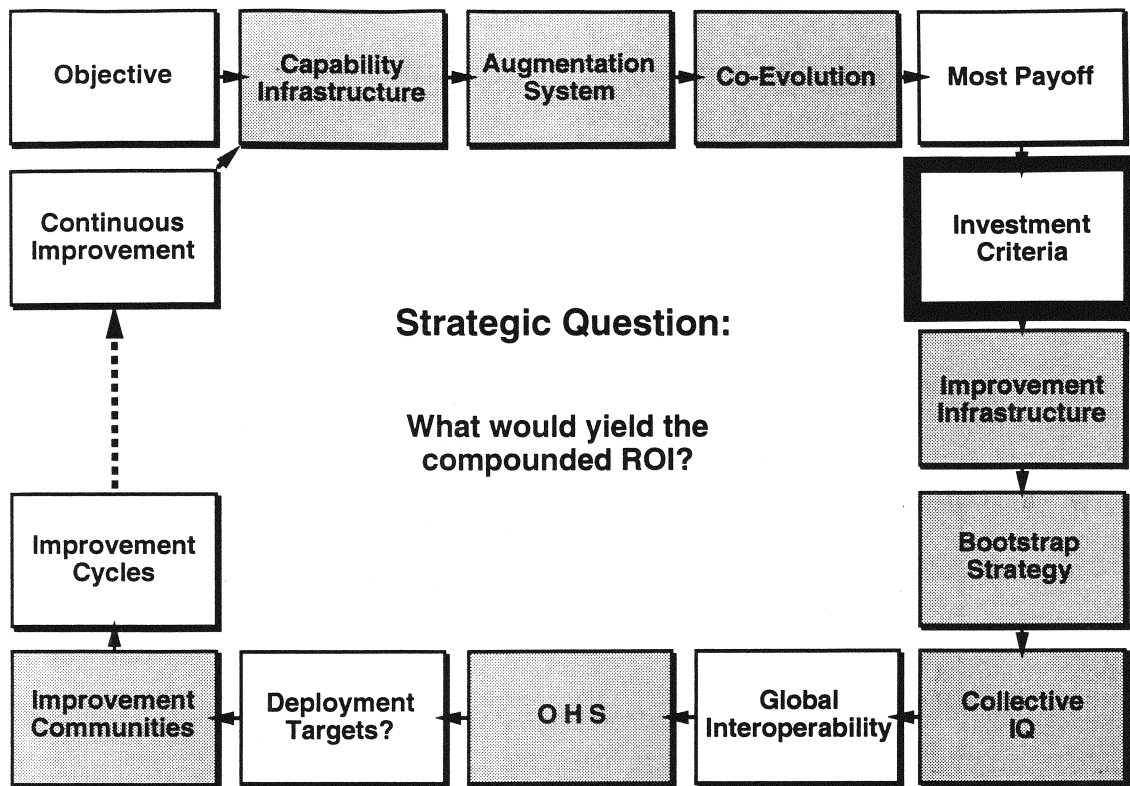 Objective
Capability
Infrastructure
Augmentation
System
Co-Evolution
Most Payoff
Investment
Criteria
Improvement
Infrastructure
Bootstrap
Strategy
Collective
IQ
Global
Interoperability
O H S
Deployment
Targets?
Improvement
Communities
Improvement
Cycles
Continuous
Improvement
Strategic Question:
What would yield the
compounded ROI?